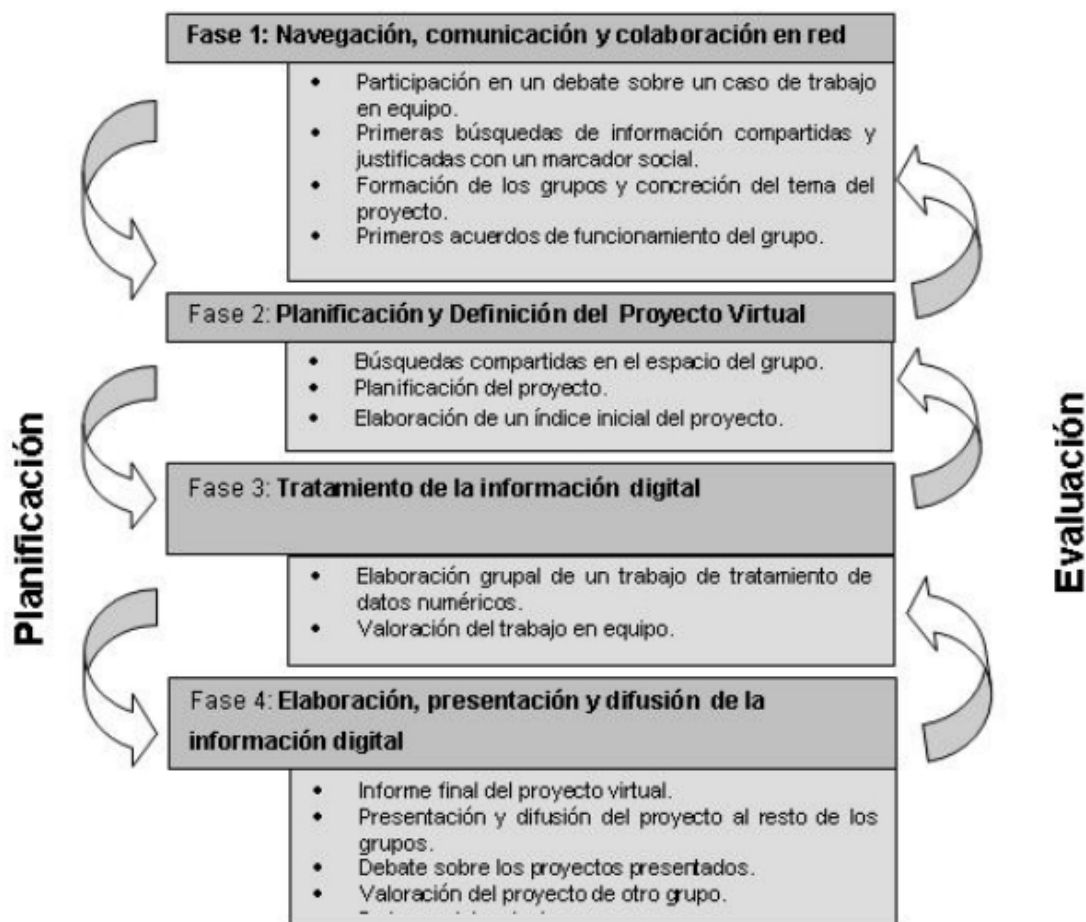 Fase 1: Navegación, comunicación y colaboración en red
• Participación en un debate sobre un caso de trabajo
en equipo.
• Primeras búsquedas de información compartidas y
justificadas con un marcador social.
• Formación de los grupos y concreción del tema del
proyecto.
• Primeros acuerdos de funcionamiento del grupo.
Fase 2: Planificación y Definición del Proyecto Virtual
• Búsquedas compartidas en el espacio del grupo.
• Planificación del proyecto.
• Elaboración de un índice inicial del proyecto.
Fase 3: Tratamiento de la información digital
• Elaboración grupal de un trabajo de tratamiento de
datos numéricos.
• Valoración del trabajo en equipo.
Fase 4: Elaboración, presentación y difusión de la
información digital
• Informe final del proyecto virtual.
• Presentación y difusión del proyecto al resto de los
grupos.
• Debate sobre los proyectos presentados.
• Valoración del proyecto de otro grupo.
Planificación
Evaluación